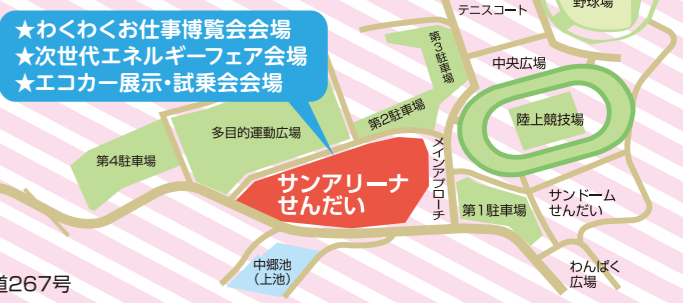 ★わくわくお仕事博覧会会場
★次世代エネルギーフェア会場
★エコカー展示・試乗会会場
テニスコート
野球場
第3駐車場
中央広場
第2駐車場
陸上競技場
多目的運動広場
第4駐車場
メインアプローチ
サンアリーナ
せんだい
第1駐車場
サンドーム
せんだい
中郷池
（上池）
わんぱく
広場
道267号